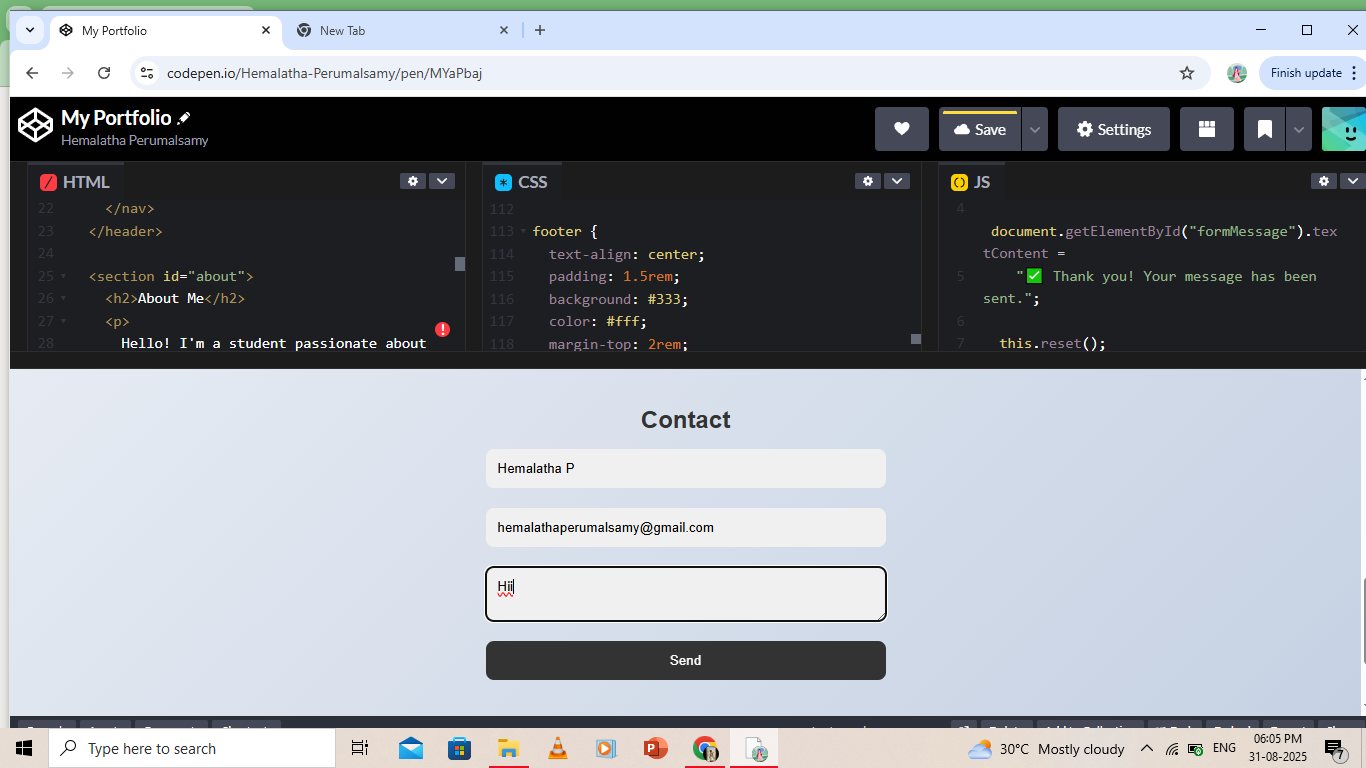 My Portfolio
New Tab
codepen.io/Hemalatha-Perumalsamy/pen/MYaPbaj
Finish update
My Portfolio
Hemalatha Perumalsamy
Save
Settings
HTML
22 </nav>
23 </header>
24
25 <section id="about">
26 <h2>About Me</h2>
27 <p>
28 Hello! I'm a student passionate about
CSS
112
113 footer {
114 text-align: center;
115 padding: 1.5rem;
116 background: #333;
117 color: #fff;
118 margin-top: 2rem;
JS
4
document.getElementById("formMessage").tex
tContent =
5 "✅ Thank you! Your message has been
sent.";
6
7 this.reset();
Contact
Hemalatha P
hemalathaperumalsamy@gmail.com
Hii
Send
Type here to search
30°C Mostly cloudy
ENG
06:05 PM
31-08-2025
7